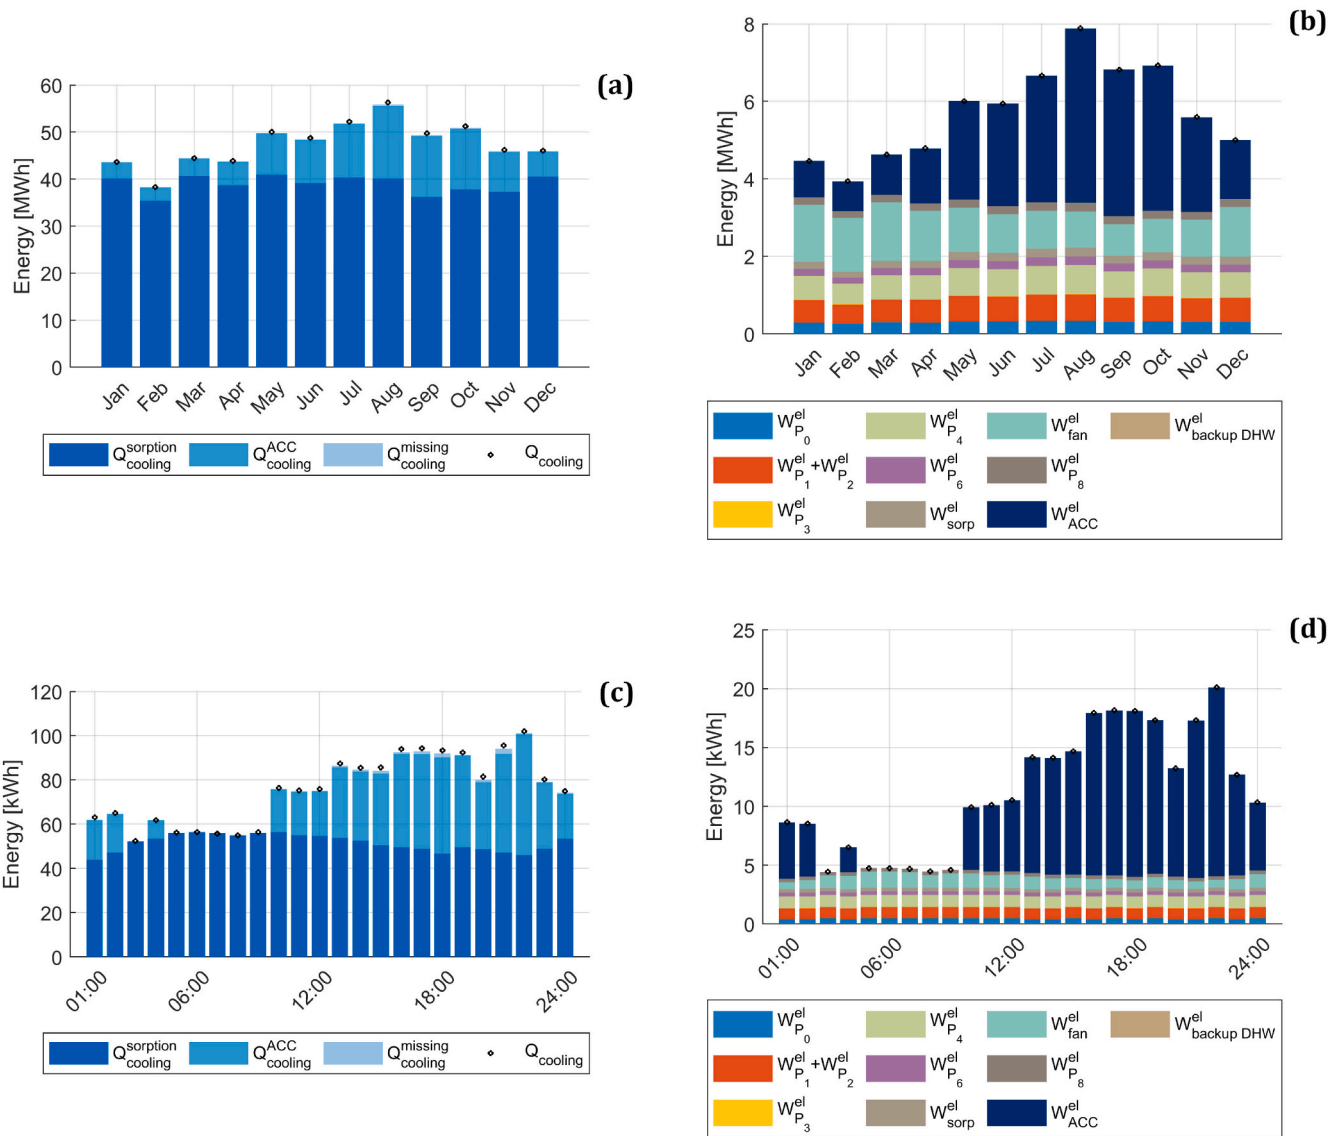 (a)
Energy [MWh]
60
50
40
30
20
10
0
Jan Feb Mar Apr May Jun Jul Aug Sep Oct Nov Dec
Q sorption cooling Q ACC cooling Q missing cooling Q cooling
(b)
Energy [MWh]
8
6
4
2
0
Jan Feb Mar Apr May Jun Jul Aug Sep Oct Nov Dec
W el P0 W el P4 W el fan W el backup DHW
W el P1 + W el P2 W el P6 W el P8
W el P3 W el sorp W el ACC
(c)
Energy [kWh]
120
100
80
60
40
20
0
01:00 06:00 12:00 18:00 24:00
Q sorption cooling Q ACC cooling Q missing cooling Q cooling
(d)
Energy [kWh]
25
20
15
10
5
0
01:00 06:00 12:00 18:00 24:00
W el P0 W el P4 W el fan W el backup DHW
W el P1 + W el P2 W el P6 W el P8
W el P3 W el sorp W el ACC